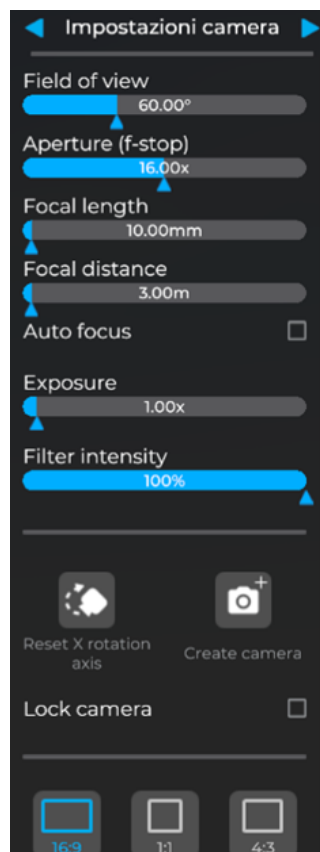 Impostazioni camera
Field of view
60.00°
Aperture (f-stop)
16.00x
Focal length
10.00mm
Focal distance
3.00m
Auto focus
Exposure
1.00x
Filter intensity
100%
Reset X rotation
axis
Create camera
Lock camera
16:9
1:1
4:3